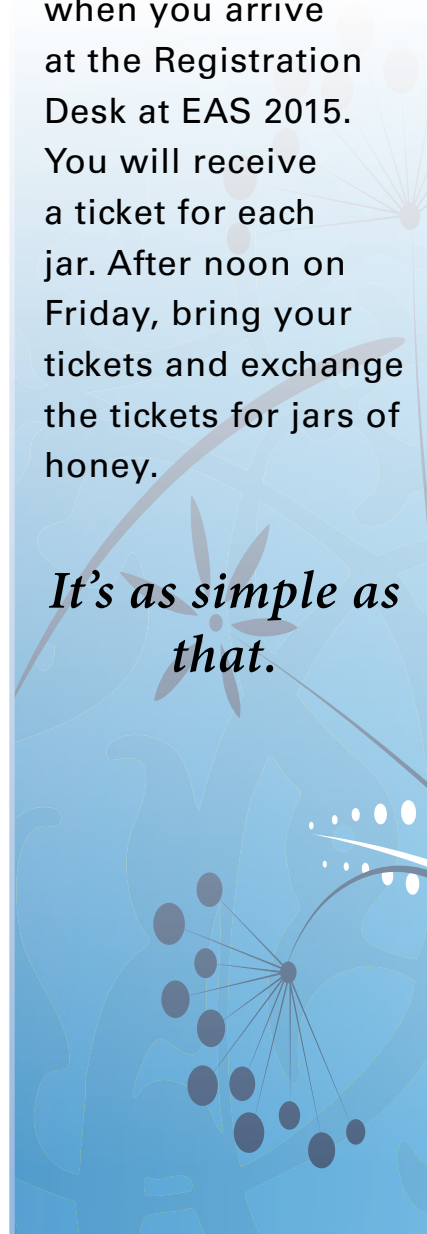 when you arrive
at the Registration
Desk at EAS 2015.
You will receive
a ticket for each
jar. After noon on
Friday, bring your
tickets and exchange
the tickets for jars of
honey.
It’s as simple as
that.